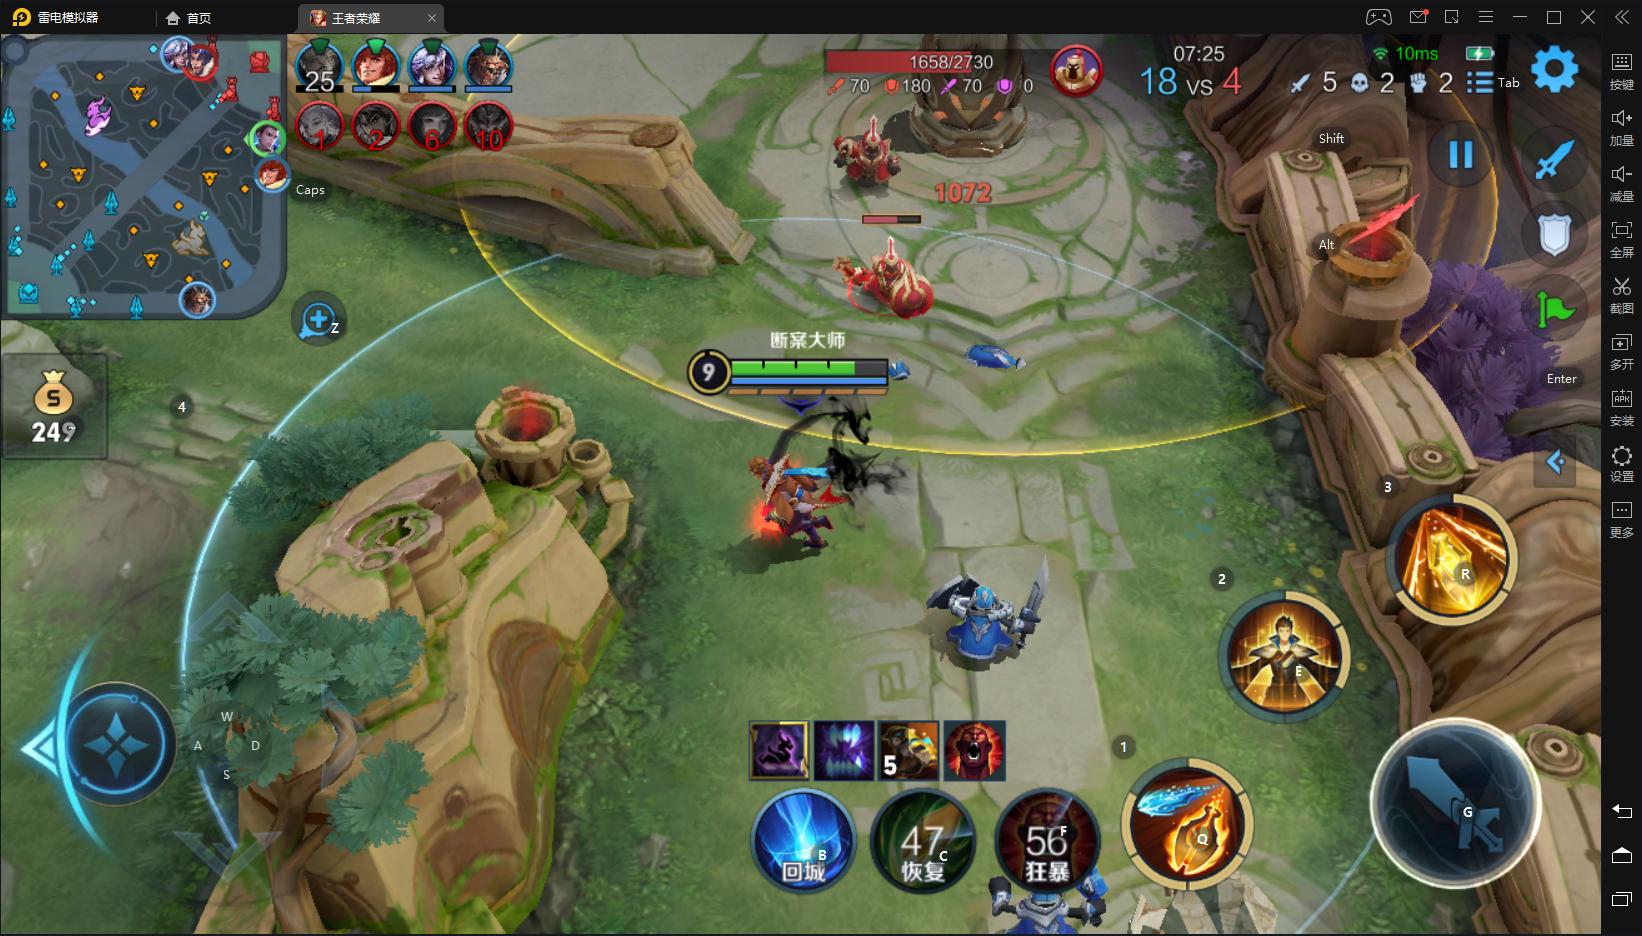 雷电模拟器
首页
王者荣耀
25
1
2
6
10
1658/2730
70 180 70 0
07:25
18 vs 4
10ms
5 2 2
Tab
Shift
Caps
Alt
Z
1072
断案大师
9
249
4
Enter
3
R
2
E
W
A D
S
1
5
B
回城
47
C
恢复
56
F
狂暴
Q
G
按键
加量
减量
全屏
截图
多开
APK
安装
设置
更多